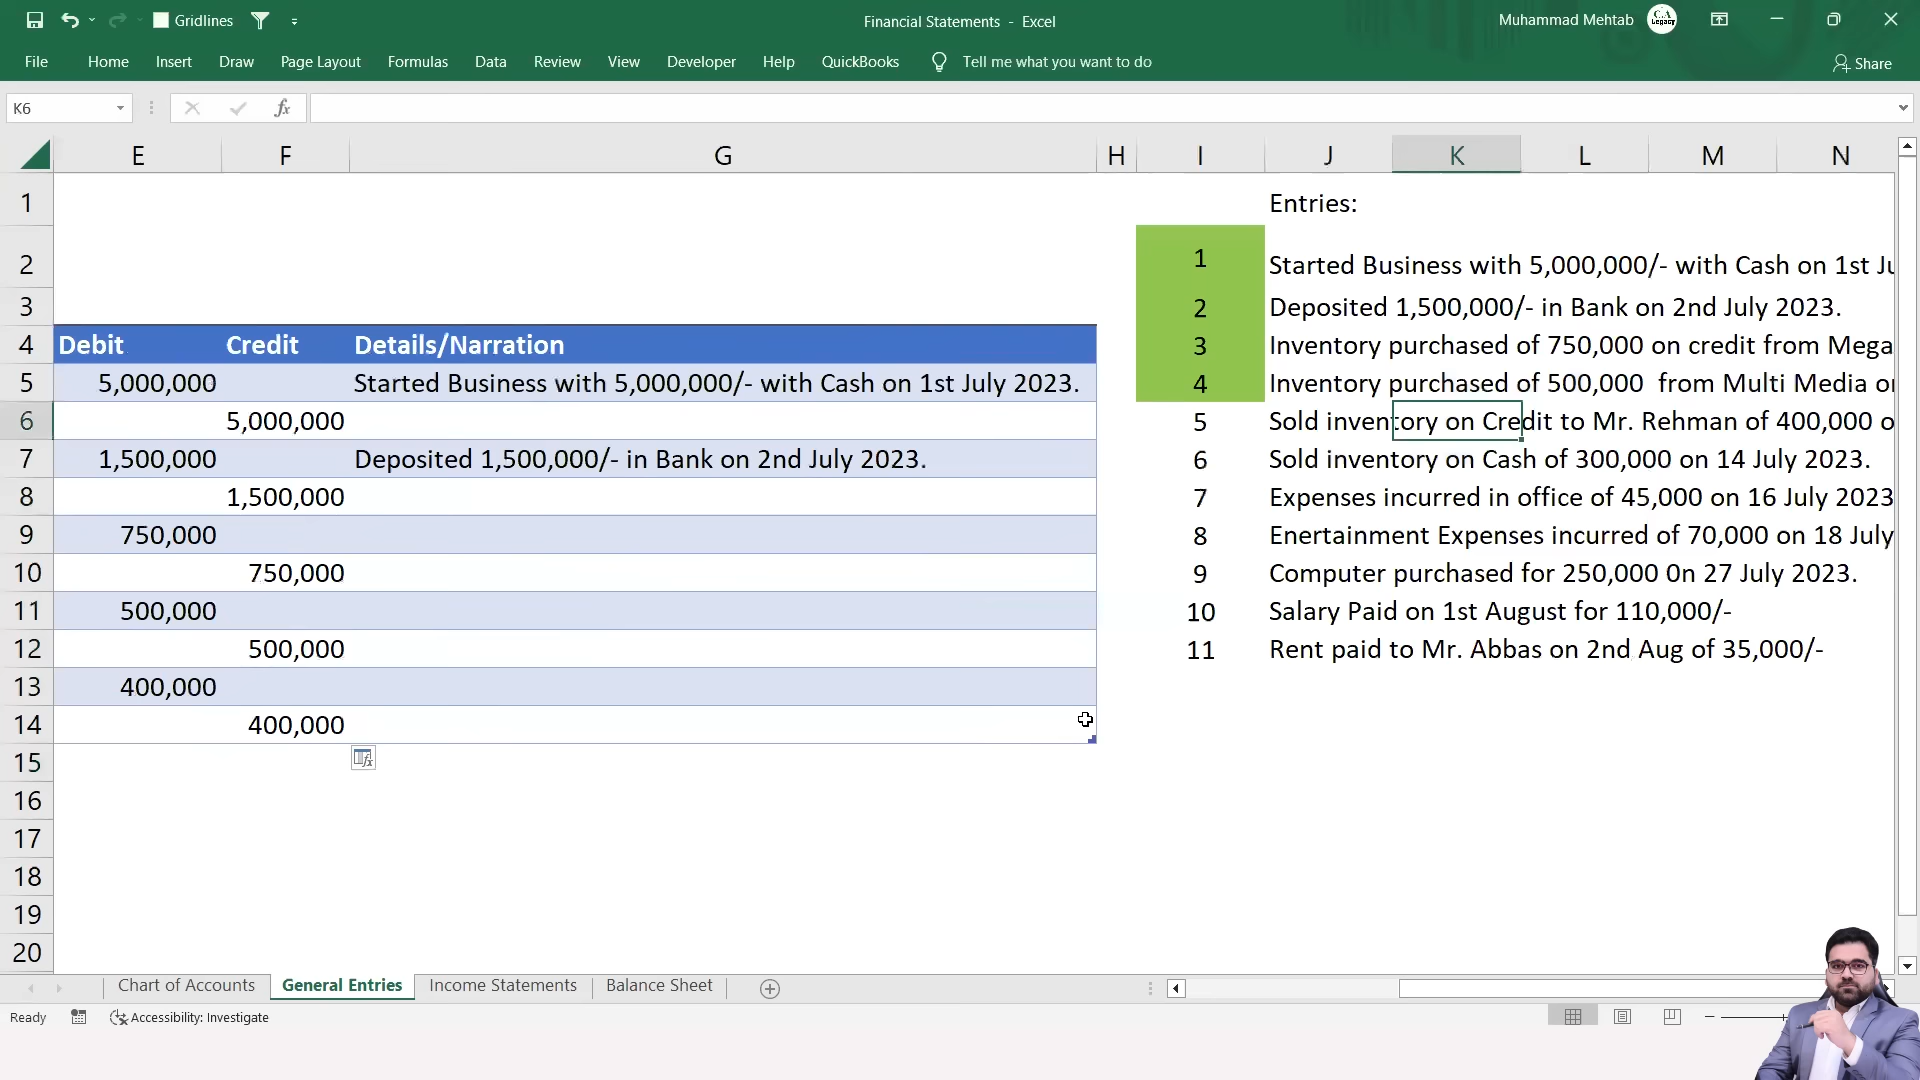 Gridlines
Financial Statements - Excel
Muhammad Mehtab
C.A
Legacy
File Home Insert Draw Page Layout Formulas Data Review View Developer Help QuickBooks Tell me what you want to do
Share
K6
fx
E F G H I J K L M N
1 Entries:
2 1 Started Business with 5,000,000/- with Cash on 1st Ju
3 2 Deposited 1,500,000/- in Bank on 2nd July 2023.
4 Debit Credit Details/Narration 3 Inventory purchased of 750,000 on credit from Mega
5 5,000,000 Started Business with 5,000,000/- with Cash on 1st July 2023. 4 Inventory purchased of 500,000 from Multi Media on
6 5,000,000 5 Sold inventory on Credit to Mr. Rehman of 400,000 o
7 1,500,000 Deposited 1,500,000/- in Bank on 2nd July 2023. 6 Sold inventory on Cash of 300,000 on 14 July 2023.
8 1,500,000 7 Expenses incurred in office of 45,000 on 16 July 2023
9 750,000 8 Enertainment Expenses incurred of 70,000 on 18 July
10 750,000 9 Computer purchased for 250,000 0n 27 July 2023.
11 500,000 10 Salary Paid on 1st August for 110,000/-
12 500,000 11 Rent paid to Mr. Abbas on 2nd Aug of 35,000/-
13 400,000
14 400,000
15
16
17
18
19
20
Chart of Accounts General Entries Income Statements Balance Sheet
Ready Accessibility: Investigate